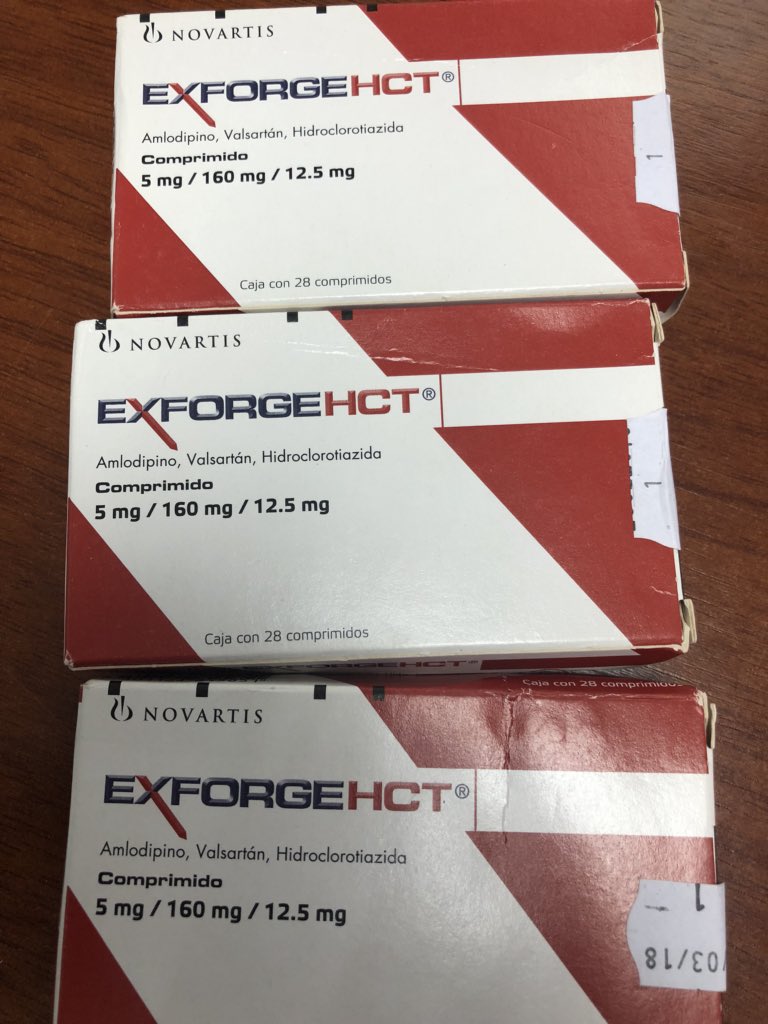 NOVARTIS
EXFORGEHCT®
Amlodipino, Valsartán, Hidroclorotiazida
Comprimido
5 mg / 160 mg / 12.5 mg
1
Caja con 28 comprimidos
NOVARTIS
EXFORGEHCT®
Amlodipino, Valsartán, Hidroclorotiazida
Comprimido
5 mg / 160 mg / 12.5 mg
1
Caja con 28 comprimidos
EXFORGEHCT®
Caja con 28 comprimidos
NOVARTIS
EXFORGEHCT®
Amlodipino, Valsartán, Hidroclorotiazida
Comprimido
5 mg / 160 mg / 12.5 mg
1
/03/18